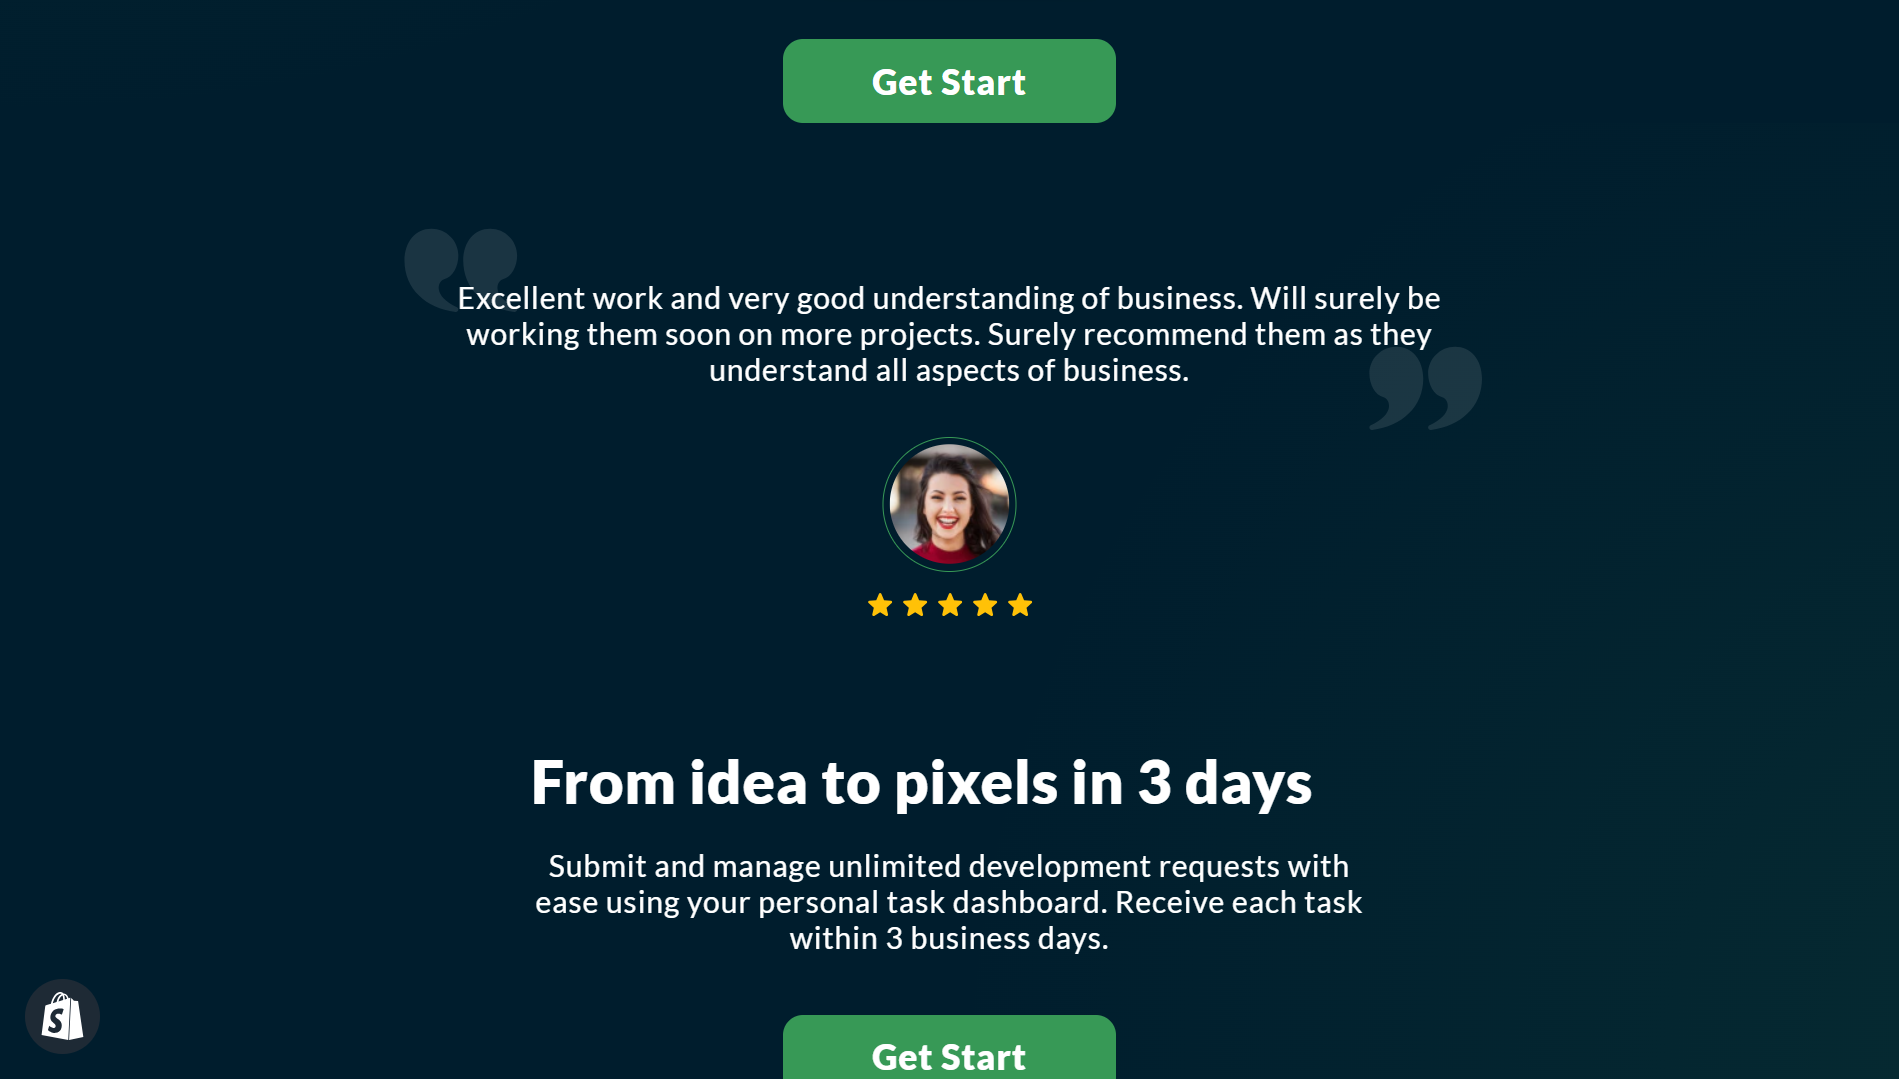 Get Start
Excellent work and very good understanding of business. Will surely be
working them soon on more projects. Surely recommend them as they
understand all aspects of business.
From idea to pixels in 3 days
Submit and manage unlimited development requests with
ease using your personal task dashboard. Receive each task
within 3 business days.
Get Start